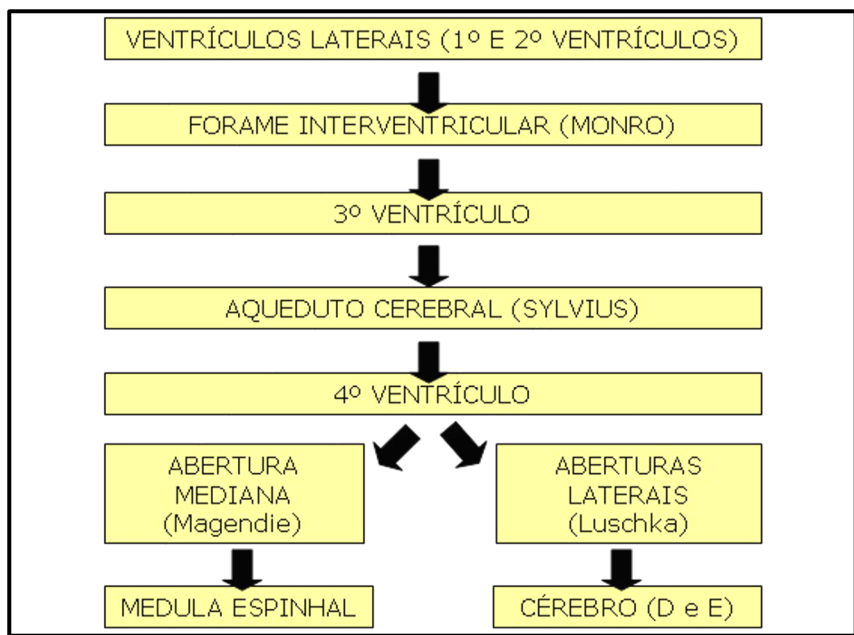 VENTRÍCULOS LATERAIS (1º E 2º VENTRÍCULOS)
FORAME INTERVENTRICULAR (MONRO)
3º VENTRÍCULO
AQUEDUTO CEREBRAL (SYLVIUS)
4º VENTRÍCULO
ABERTURA
MEDIANA
(Magendie)
ABERTURAS
LATERAIS
(Luschka)
MEDULA ESPINHAL
CÉREBRO (D e E)